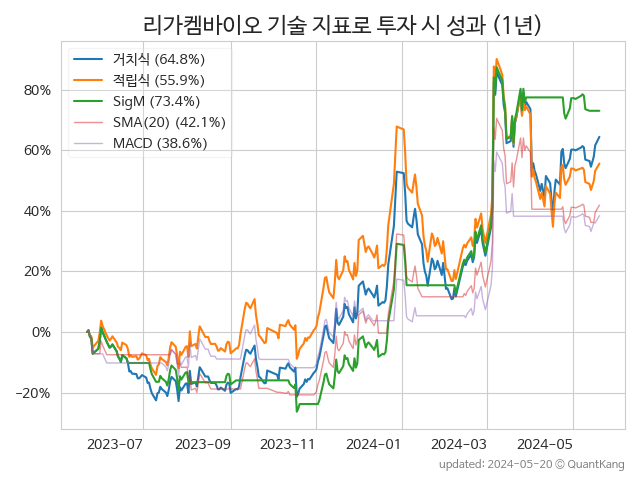 리가켐바이오 기술 지표로 투자 시 성과 (1년)
거치식 (64.8%)
적립식 (55.9%)
SigM (73.4%)
SMA(20) (42.1%)
MACD (38.6%)
80%
60%
40%
20%
0%
−20%
2023−07
2023−09
2023−11
2024−01
2024−03
2024−05
updated: 2024-05-20 © QuantKang